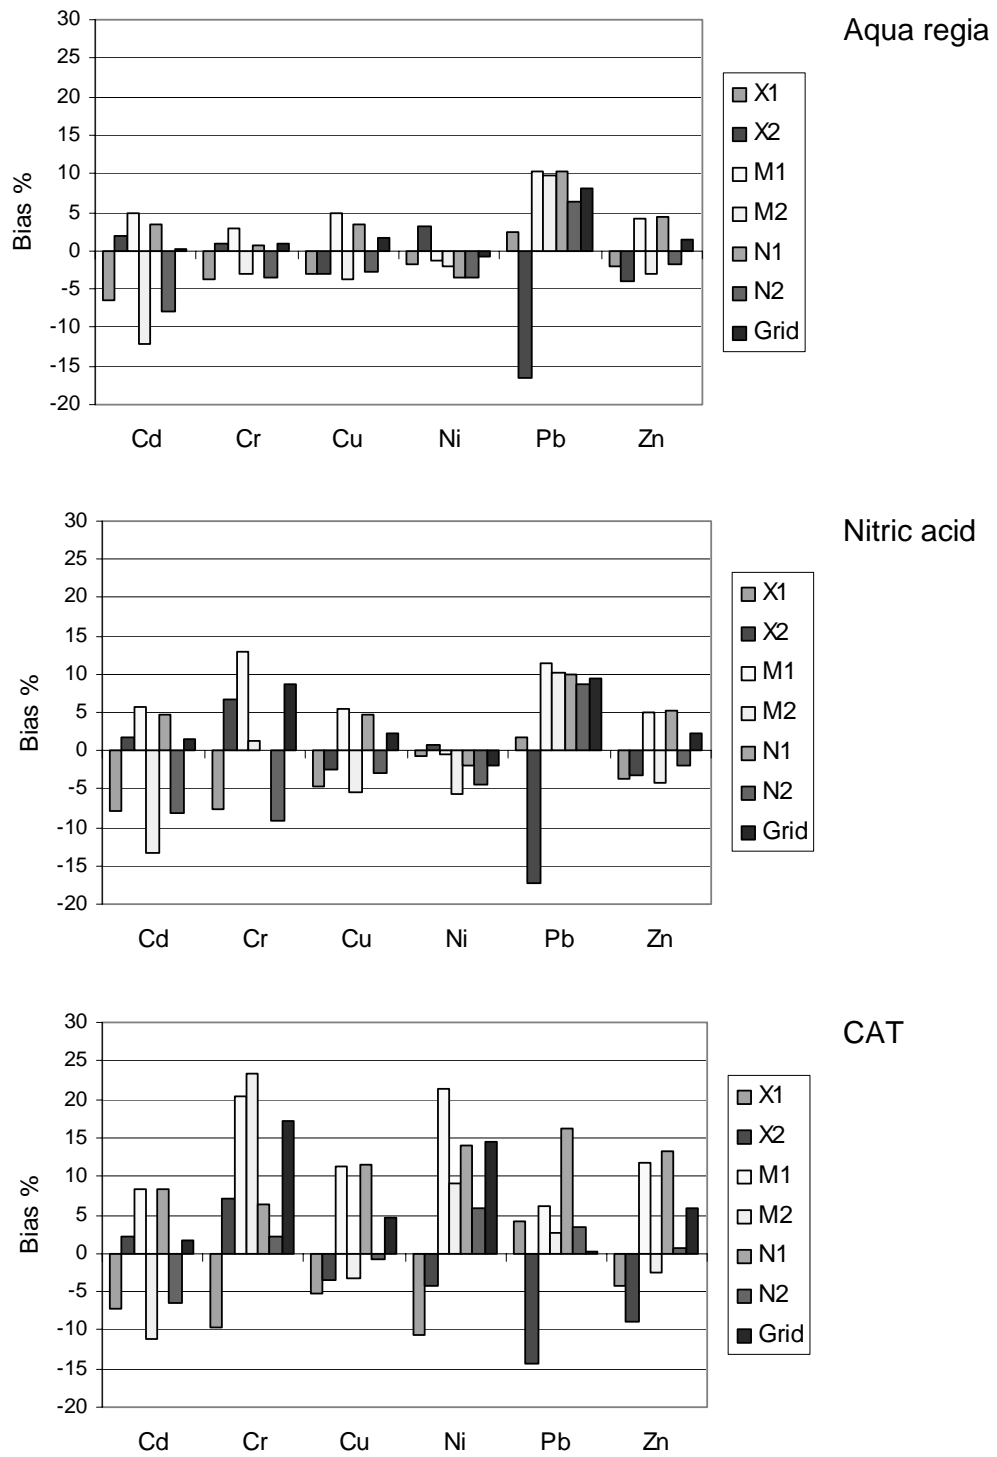 Aqua regia
Bias %
30
25
20
15
10
5
0
-5
-10
-15
-20
Cd Cr Cu Ni Pb Zn
X1
X2
M1
M2
N1
N2
Grid
Nitric acid
Bias %
30
25
20
15
10
5
0
-5
-10
-15
-20
Cd Cr Cu Ni Pb Zn
X1
X2
M1
M2
N1
N2
Grid
CAT
Bias %
30
25
20
15
10
5
0
-5
-10
-15
-20
Cd Cr Cu Ni Pb Zn
X1
X2
M1
M2
N1
N2
Grid